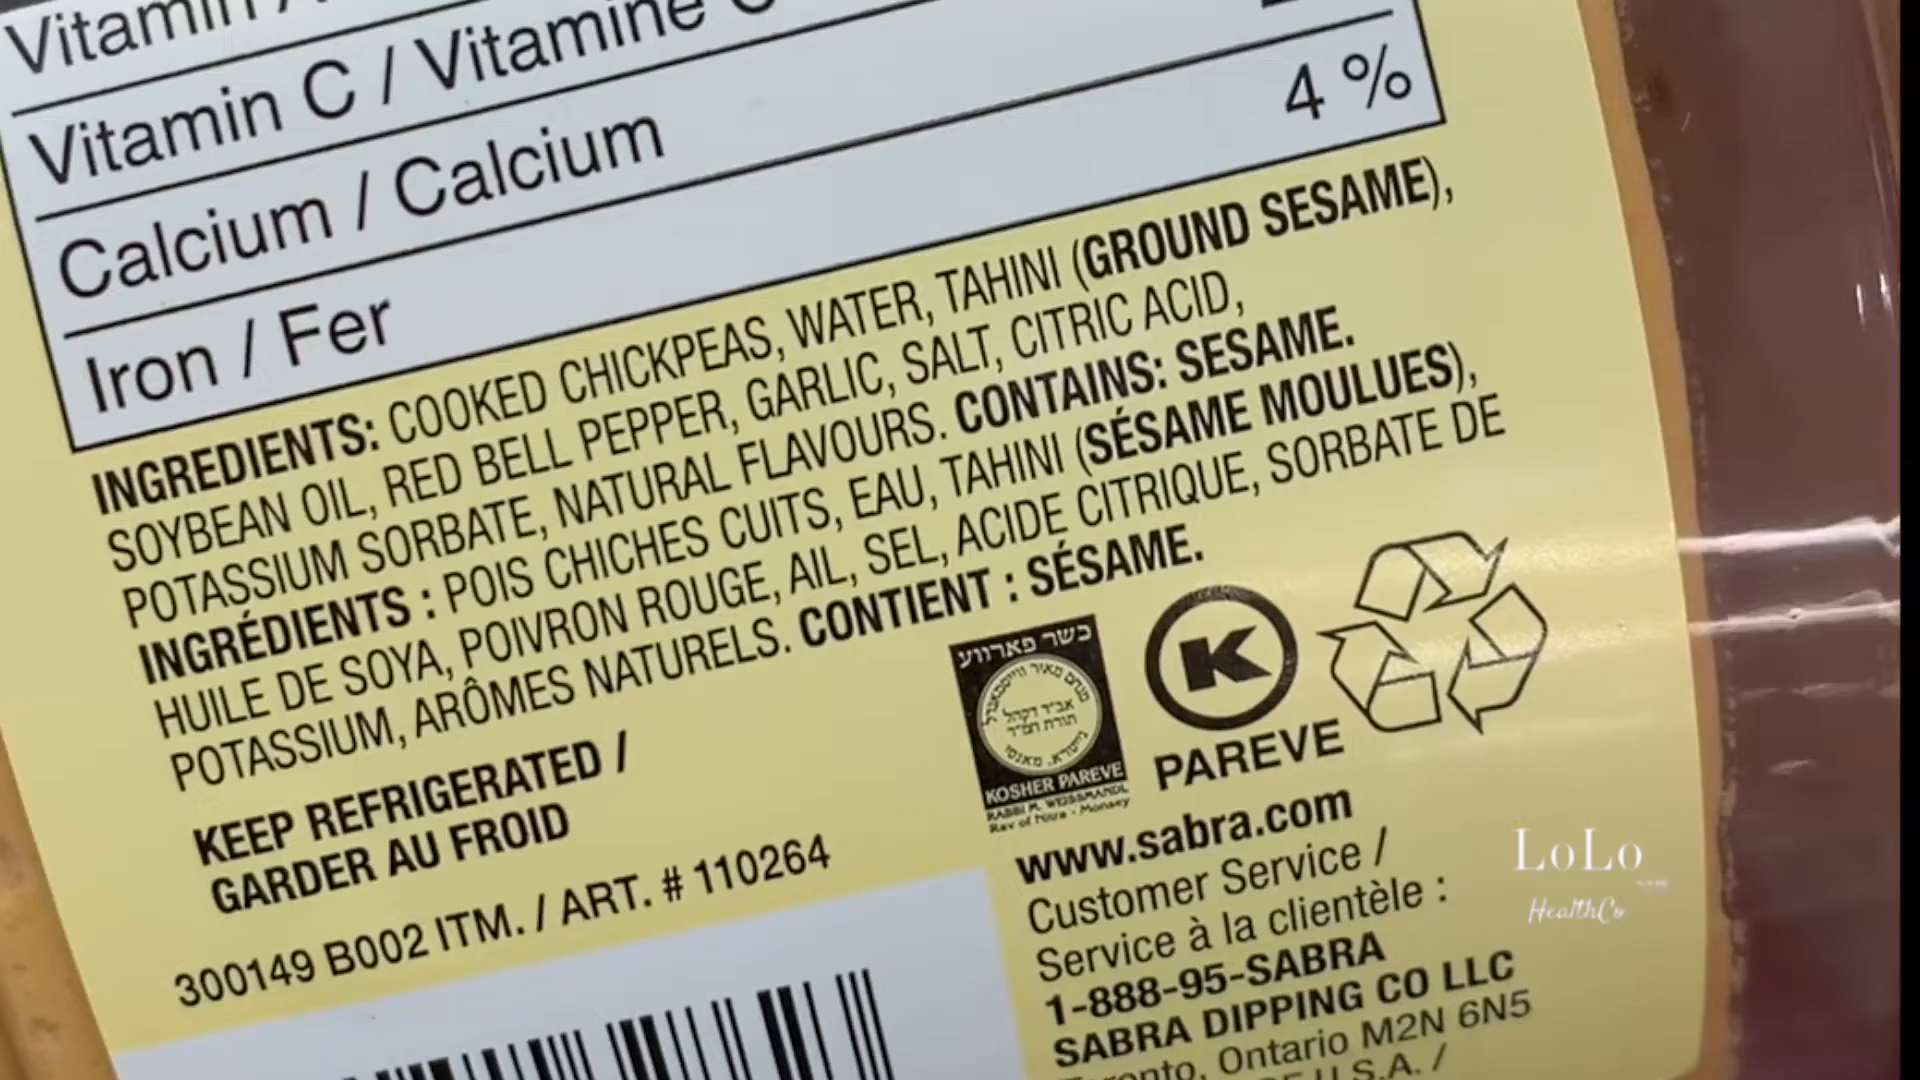 Vitamin
Vitamin C / Vitamine C
Calcium / Calcium
Iron / Fer
4 %
INGREDIENTS: COOKED CHICKPEAS, WATER, TAHINI (GROUND SESAME),
SOYBEAN OIL, RED BELL PEPPER, GARLIC, SALT, CITRIC ACID,
POTASSIUM SORBATE, NATURAL FLAVOURS. CONTAINS: SESAME.
INGRÉDIENTS : POIS CHICHES CUITS, EAU, TAHINI (SÉSAME MOULUES),
HUILE DE SOYA, POIVRON ROUGE, AIL, SEL, ACIDE CITRIQUE, SORBATE DE
POTASSIUM, ARÔMES NATURELS. CONTIENT : SÉSAME.
KEEP REFRIGERATED /
GARDER AU FROID
300149 B002 ITM. / ART. # 110264
כשר פארווע
KOSHER PAREVE
RABBI M. WEISSMANDL
Rav of - Monsey
K
PAREVE
www.sabra.com
Customer Service /
Service à la clientèle :
1-888-95-SABRA
SABRA DIPPING CO LLC
Ontario M2N 6N5
U.S.A. /
LoLo
HealthCo